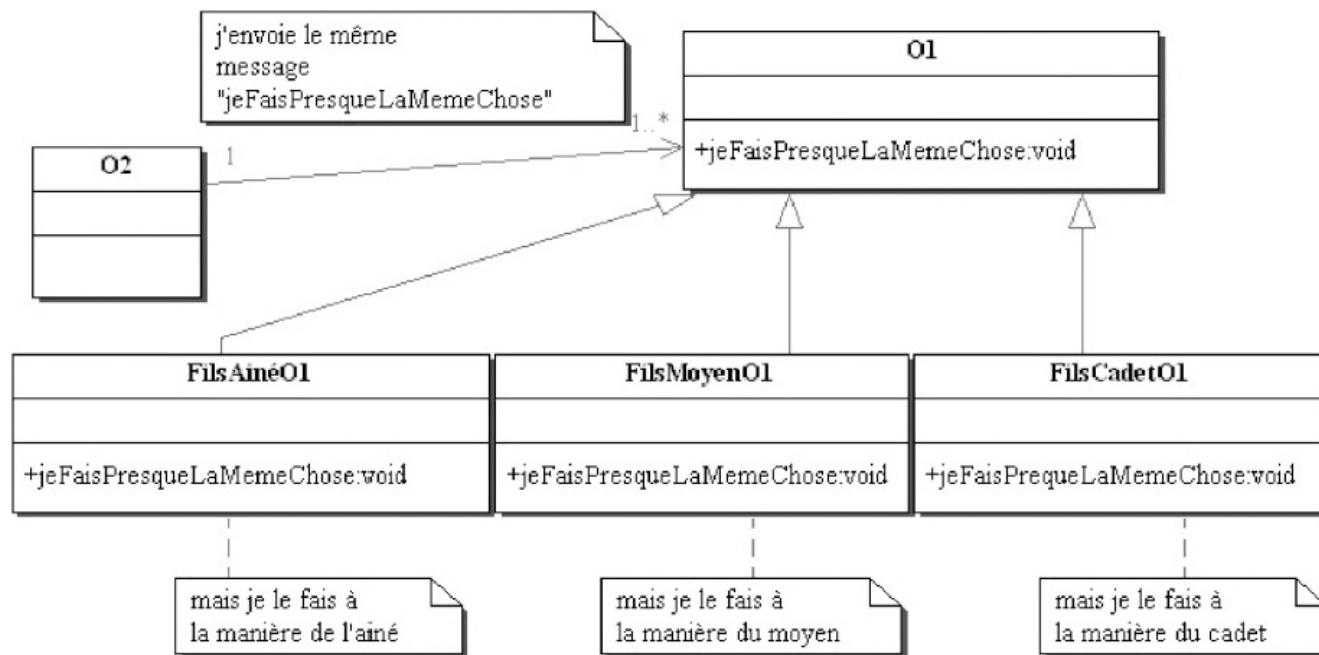 j'envoie le même
message
"jeFaisPresqueLaMemeChose"
O1
+jeFaisPresqueLaMemeChose:void
1..*
1
O2
FilsAinéO1
+jeFaisPresqueLaMemeChose:void
FilsMoyenO1
+jeFaisPresqueLaMemeChose:void
FilsCadetO1
+jeFaisPrequeLaMemeChose:void
mais je le fais à
la manière de l'ainé
mais je le fais à
la manière du moyen
mais je le fais à
la manière du cadet